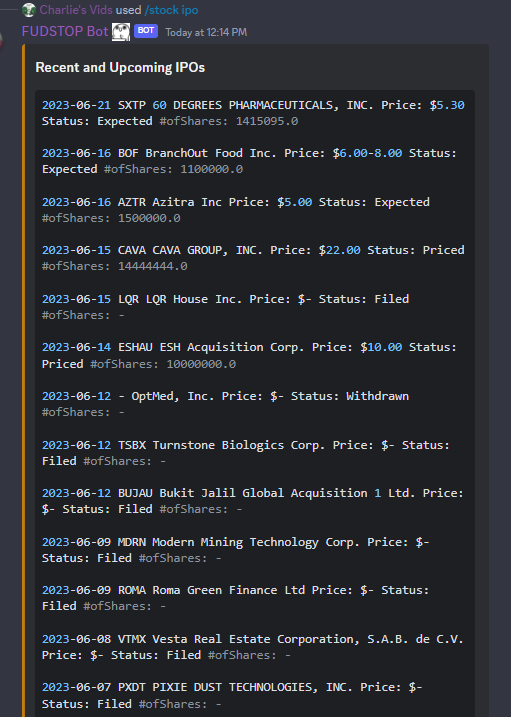 Charlie's Vids used /stock ipo
FUDSTOP Bot BOT Today at 12:14 PM
Recent and Upcoming IPOs
2023-06-21 SXTP 60 DEGREES PHARMACEUTICALS, INC. Price: $5.30
Status: Expected #ofShares: 1415095.0
2023-06-16 BOF BranchOut Food Inc. Price: $6.00-8.00 Status:
Expected #ofShares: 1100000.0
2023-06-16 AZTR Azitra Inc Price: $5.00 Status: Expected
#ofShares: 1500000.0
2023-06-15 CAVA CAVA GROUP, INC. Price: $22.00 Status: Priced
#ofShares: 14444444.0
2023-06-15 LQR LQR House Inc. Price: $- Status: Filed
#ofShares: -
2023-06-14 ESHAU ESH Acquisition Corp. Price: $10.00 Status:
Priced #ofShares: 10000000.0
2023-06-12 - OptMed, Inc. Price: $- Status: Withdrawn
#ofShares: -
2023-06-12 TSBX Turnstone Biologics Corp. Price: $- Status:
Filed #ofShares: -
2023-06-12 BUJAU Bukit Jalil Global Acquisition 1 Ltd. Price:
$- Status: Filed #ofShares: -
2023-06-09 MDRN Modern Mining Technology Corp. Price: $-
Status: Filed #ofShares: -
2023-06-09 ROMA Roma Green Finance Ltd Price: $- Status:
Filed #ofShares: -
2023-06-08 VTMX Vesta Real Estate Corporation, S.A.B. de C.V.
Price: $- Status: Filed #ofShares: -
2023-06-07 PXDT PIXIE DUST TECHNOLOGIES, INC. Price: $-
Status: Filed #ofShares: -